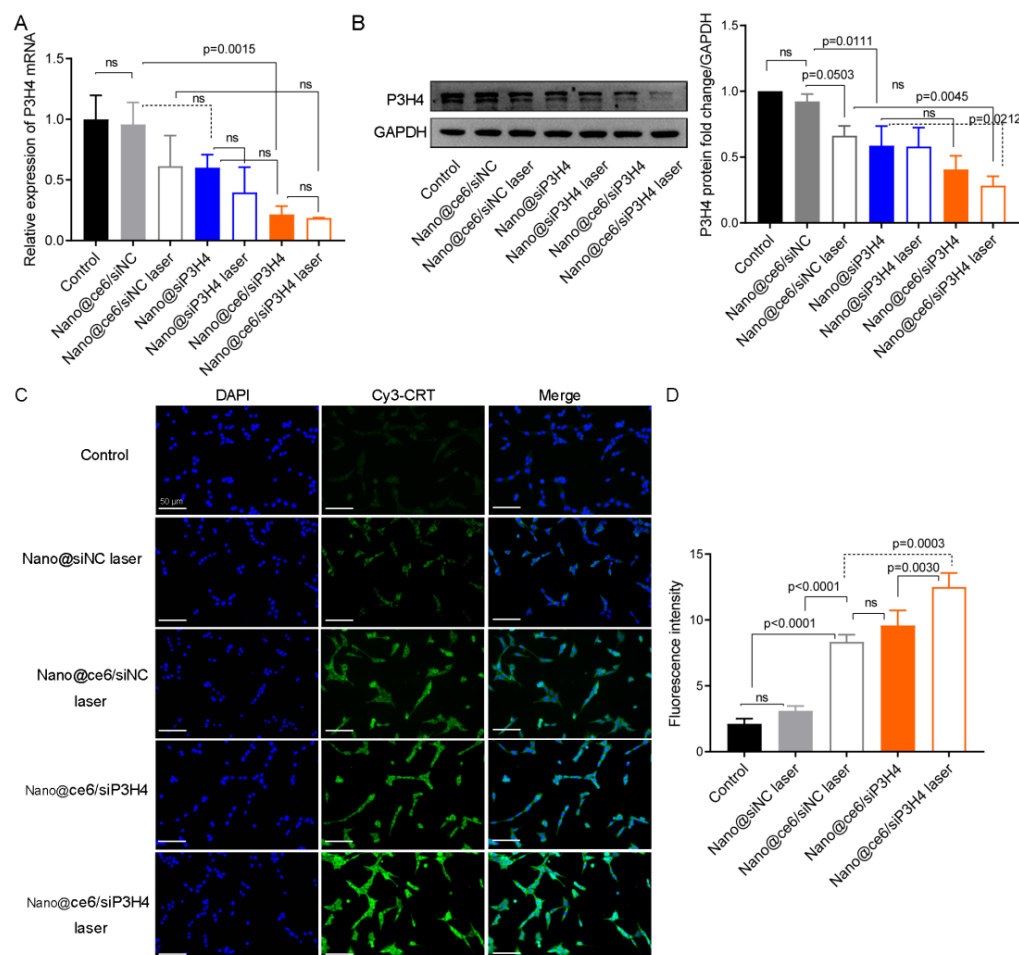 A
Relative expression of P3H4 mRNA
1.5
1.0
0.5
0.0
p=0.0015
ns
ns
ns
ns
ns
ns
ns
Control
Nano@ce6/siNC
Nano@ce6/siNC laser
Nano@siP3H4
Nano@siP3H4 laser
Nano@ce6/siP3H4
Nano@ce6/siP3H4 laser
B
P3H4
GAPDH
Control
Nano@ce6/siNC
Nano@ce6/siNC laser
Nano@siP3H4
Nano@siP3H4 laser
Nano@ce6/siP3H4
Nano@ce6/siP3H4 laser
P3H4 protein fold change/GAPDH
1.5
1.0
0.5
0.0
p=0.0111
ns
p=0.0503
ns
p=0.0045
ns
p=0.0212
Control
Nano@ce6/siNC
Nano@ce6/siNC laser
Nano@siP3H4
Nano@siP3H4 laser
Nano@ce6/siP3H4
Nano@ce6/siP3H4 laser
C
DAPI
Cy3-CRT
Merge
Control
50 μm
Nano@siNC laser
Nano@ce6/siNC
laser
Nano@ce6/siP3H4
Nano@ce6/siP3H4
laser
D
Fluorescence intensity
15
10
5
0
p=0.0003
p=0.0030
p<0.0001
ns
p<0.0001
ns
Control
Nano@siNC laser
Nano@ce6/siNC laser
Nano@ce6/siP3H4
Nano@ce6/siP3H4 laser